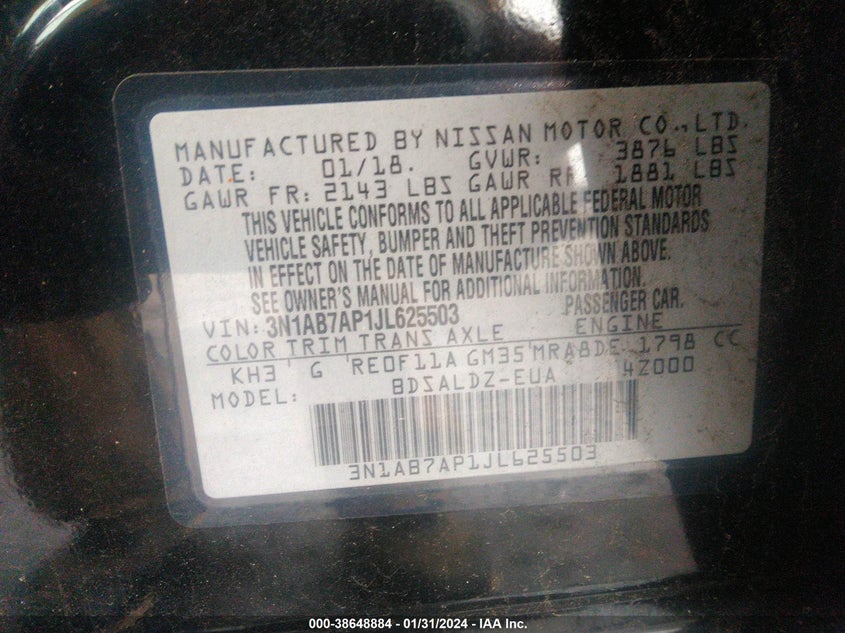 MANUFACTURED BY NISSAN MOTOR CO.,LTD.
DATE: 01/18. GVWR: 3876 LBS
GAWR FR: 2143 LBS GAWR RR 1881 LBS
THIS VEHICLE CONFORMS TO ALL APPLICABLE FEDERAL MOTOR
VEHICLE SAFETY, BUMPER AND THEFT PREVENTION STANDARDS
IN EFFECT ON THE DATE OF MANUFACTURE SHOWN ABOVE.
SEE OWNER'S MANUAL FOR ADDITIONAL INFORMATION.
VIN: 3N1AB7AP1JL625503 PASSENGER CAR.
COLOR TRIM TRANS AXLE ENGINE
KH3 G RE0F11A GM35 MRA8DE 1798 CC
MODEL: BDSALDZ-EUA 4Z000
3N1AB7AP1JL625503
000-38648884 - 01/31/2024 - IAA Inc.